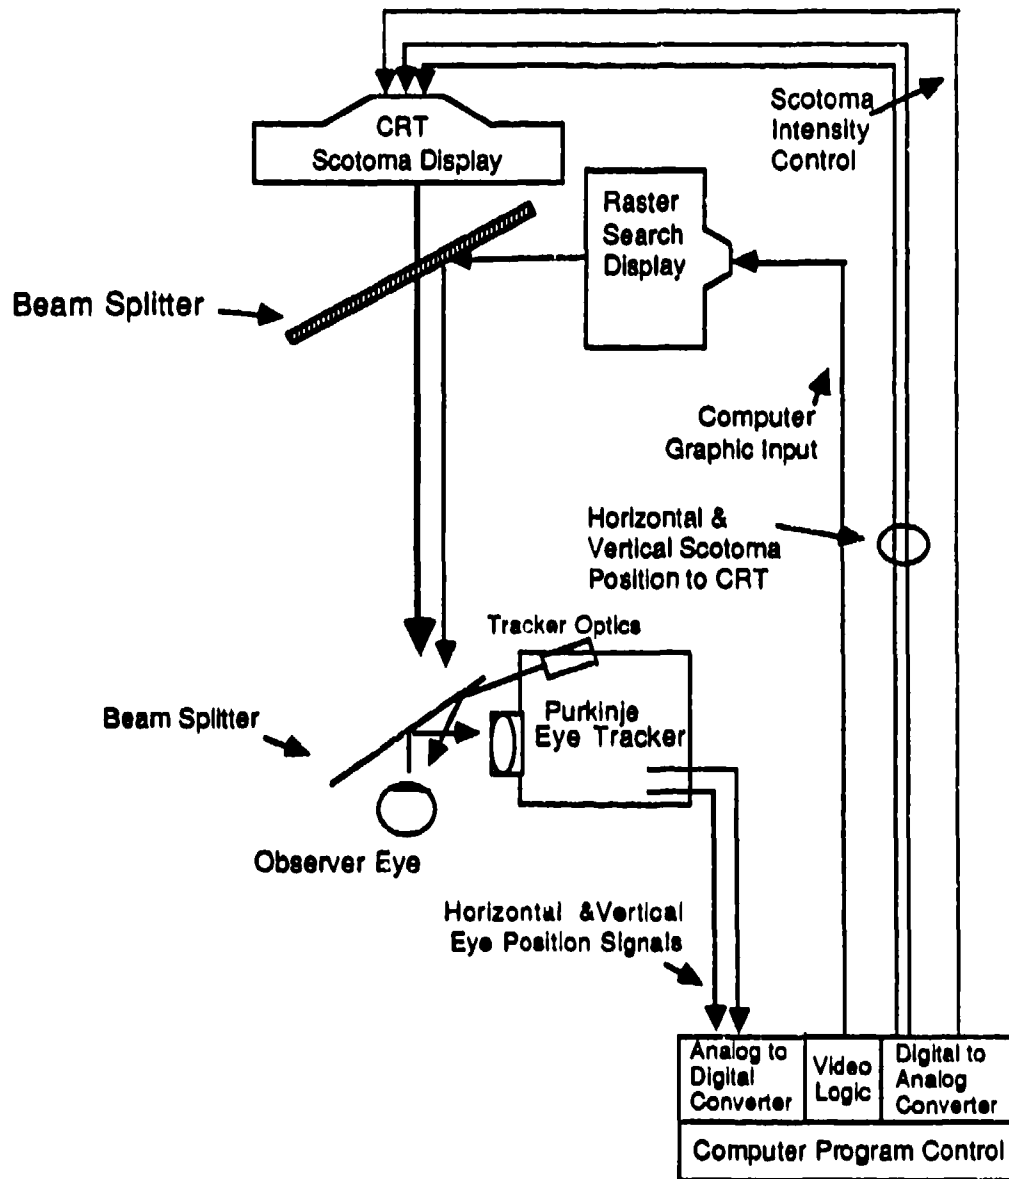 CRT
Scotoma Display
Scotoma
Intensity
Control
Raster
Search
Display
Beam Splitter
Computer
Graphic Input
Horizontal &
Vertical Scotoma
Position to CRT
Tracker Optics
Purkinje
Eye Tracker
Beam Splitter
Observer Eye
Horizontal &Vertical
Eye Position Signals
Analog to
Digital
Converter
Video
Logic
Digital to
Analog
Converter
Computer Program Control